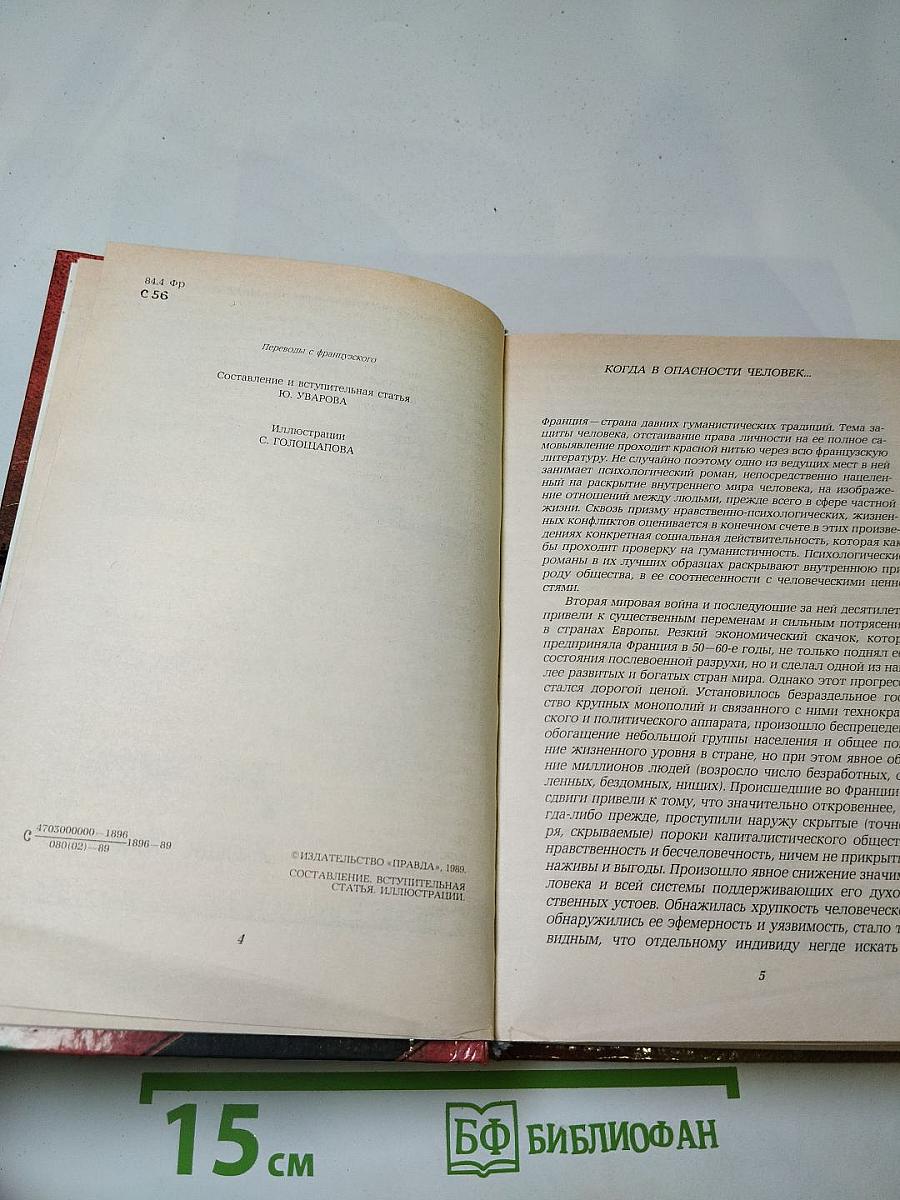 84.4 Фр
С 56
Переводы с французского
Составление и вступительная статья
Ю. УВАРОВА
Иллюстрации
С. ГОЛОЩАПОВА
С 4703000000—1896
080(02)—89
1896—89
© ИЗДАТЕЛЬСТВО «ПРАВДА», 1989.
СОСТАВЛЕНИЕ. ВСТУПИТЕЛЬНАЯ
СТАТЬЯ. ИЛЛЮСТРАЦИИ.
4
КОГДА В ОПАСНОСТИ ЧЕЛОВЕК...
Франция — страна давних гуманистических традиций. Тема за-
щиты человека, отстаивание права личности на ее полное са-
мовыявление проходит красной нитью через всю французскую
литературу. Не случайно поэтому одно из ведущих мест в ней
занимает психологический роман, непосредственно нацелен-
ный на раскрытие внутреннего мира человека, на изображе-
ние отношений между людьми, прежде всего в сфере частной
жизни. Сквозь призму нравственно-психологических, жизнен-
ных конфликтов оценивается в конечном счете в этих произве-
дениях конкретная социальная действительность, которая как
бы проходит проверку на гуманистичность. Психологические
романы в их лучших образцах раскрывают внутреннюю при
роду общества, в ее соотнесенности с человеческими ценно
стями.
Вторая мировая война и последующие за ней десятилет
привели к существенным переменам и сильным потрясени
в странах Европы. Резкий экономический скачок, котор
предприняла Франция в 50—60-е годы, не только поднял е
состояния послевоенной разрухи, но и сделал одной из на
лее развитых и богатых стран мира. Однако этот прогресс
стался дорогой ценой. Установилось безраздельное гос
ство крупных монополий и связанного с ними технокра
ского и политического аппарата, произошло беспрецеде
обогащение небольшой группы населения и общее по
ние жизненного уровня в стране, но при этом явное об
ние миллионов людей (возросло число безработных, о
ленных, бездомных, нищих). Происшедшие во Франции
сдвиги привели к тому, что значительно откровеннее,
гда-либо прежде, проступили наружу скрытые (точне
ря, скрываемые) пороки капиталистического общест
нравственность и бесчеловечность, ничем не прикрыт
наживы и выгоды. Произошло явное снижение значим
ловека и всей системы поддерживающих его духо
ственных устоев. Обнажилась хрупкость человеческо
обнаружились ее эфемерность и уязвимость, стало т
видным, что отдельному индивиду негде искать
5
15 см
БФ БИБЛИОФАН